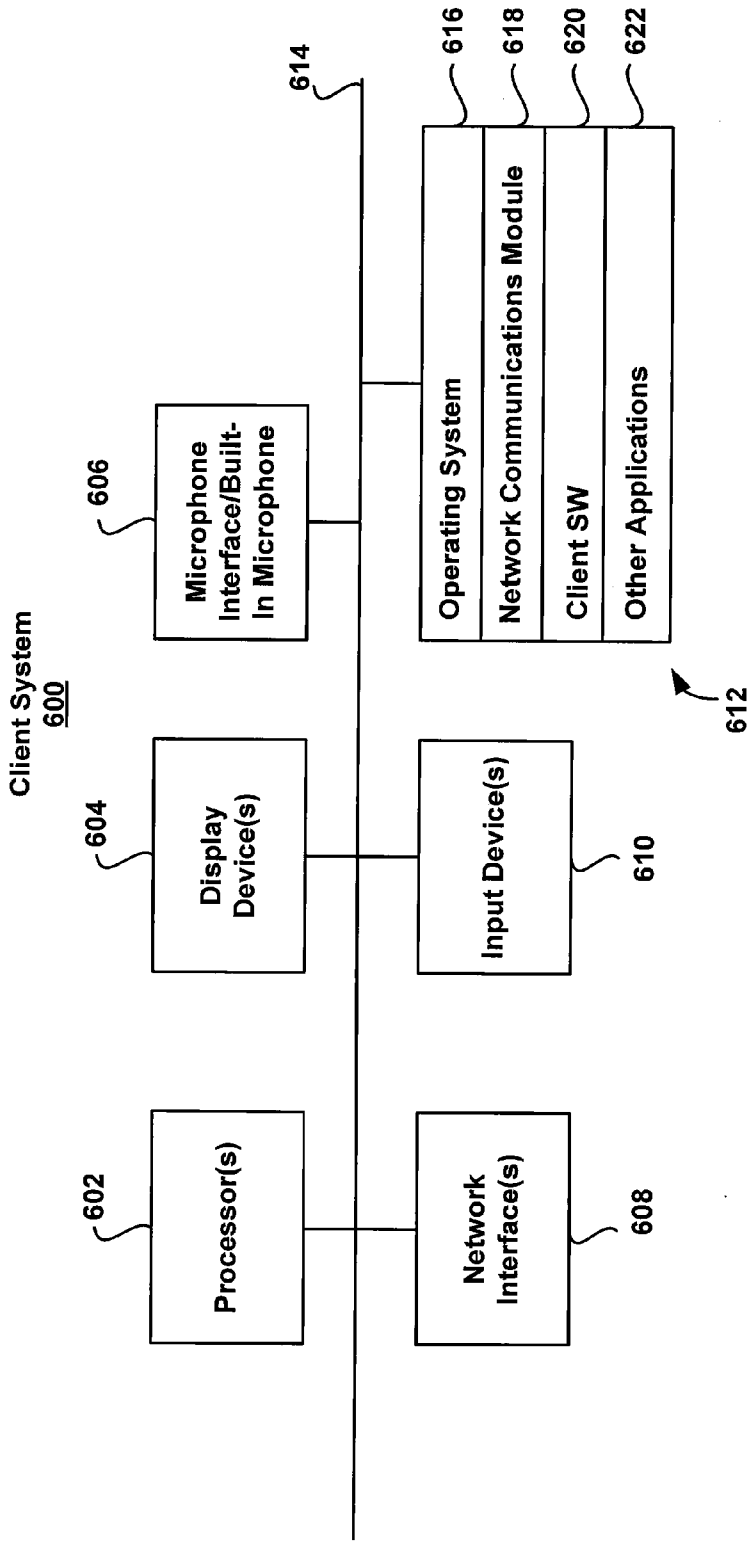 Client System
600
602
Processor(s)
604
Display
Device(s)
606
Microphone
Interface/Built-
In Microphone
614
Network
Interface(s)
608
Input Device(s)
610
Operating System
616
Network Communications Module
618
Client SW
620
Other Applications
622
612